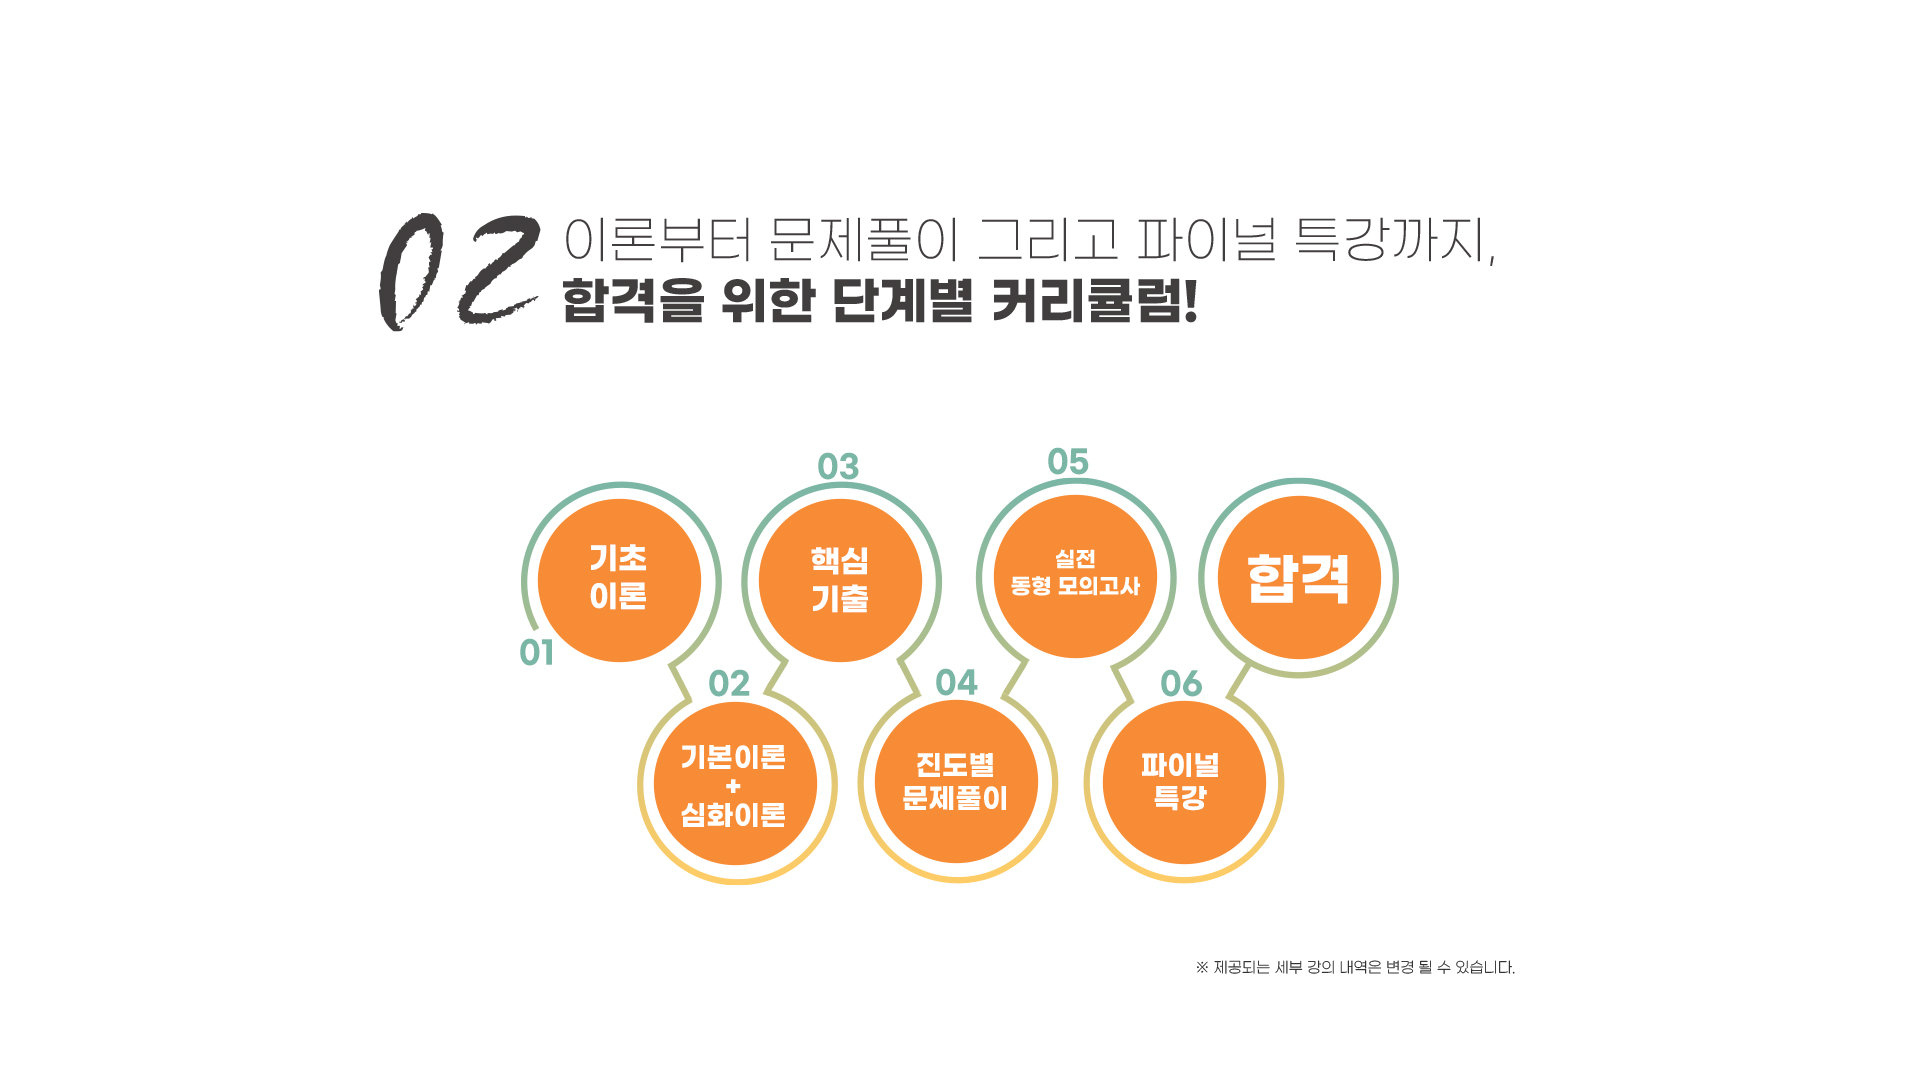 02
이론부터 문제풀이 그리고 파이널 특강까지,
합격을 위한 단계별 커리큘럼!
01
기초
이론
02
기본이론
+
심화이론
03
핵심
기출
04
진도별
문제풀이
05
실전
동형 모의고사
06
파이널
특강
합격
※ 제공되는 세부 강의 내역은 변경 될 수 있습니다.